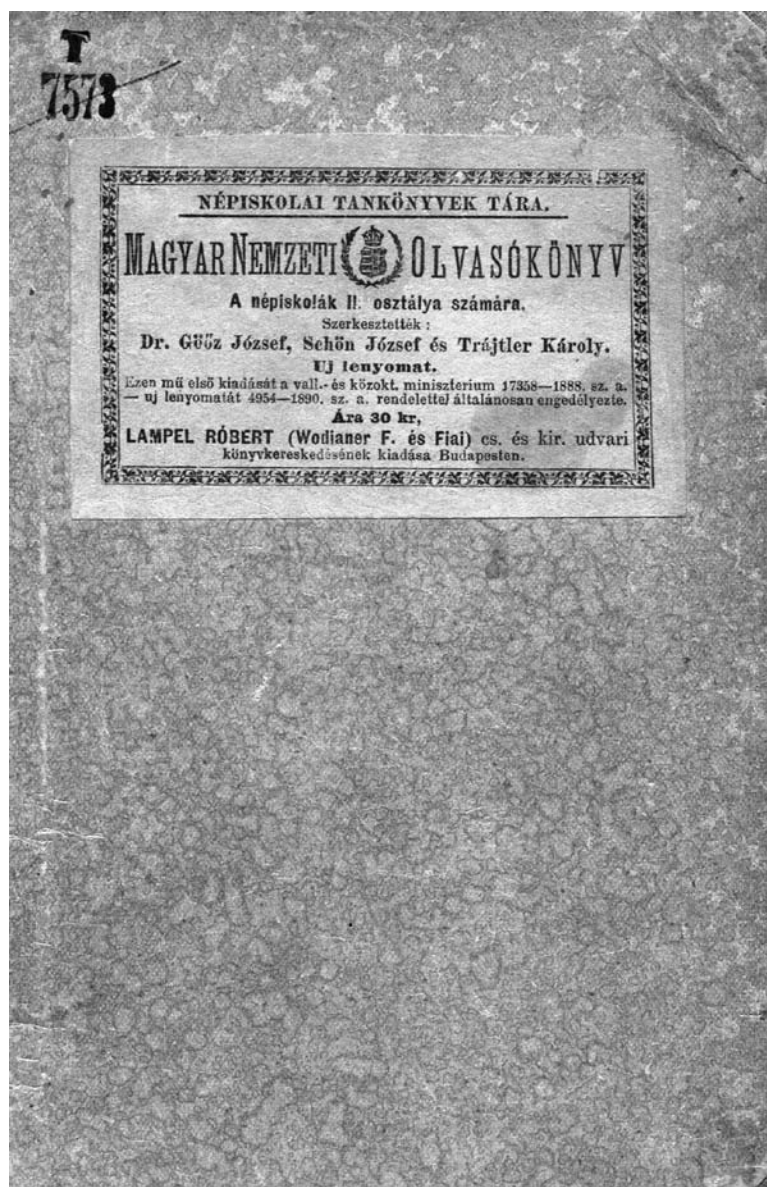 T
7573
NÉPISKOLAI TANKÖNYVEK TÁRA.
MAGYAR NEMZETI OLVASÓKÖNYV
A népiskolák II. osztálya számára.
Szerkesztették :
Dr. Göőz József, Schön József és Trájtler Károly.
Uj lenyomat.
Ezen mű első kiadását a vall.- és közokt. miniszterium 17358—1888. sz. a.
— uj lenyomatát 4954—1890. sz. a. rendelettel általánosan engedélyezte.
Ára 30 kr,
LAMPEL RÓBERT (Wodianer F. és Fiai) cs. és kir. udvari
könyvkereskedésének kiadása Budapesten.